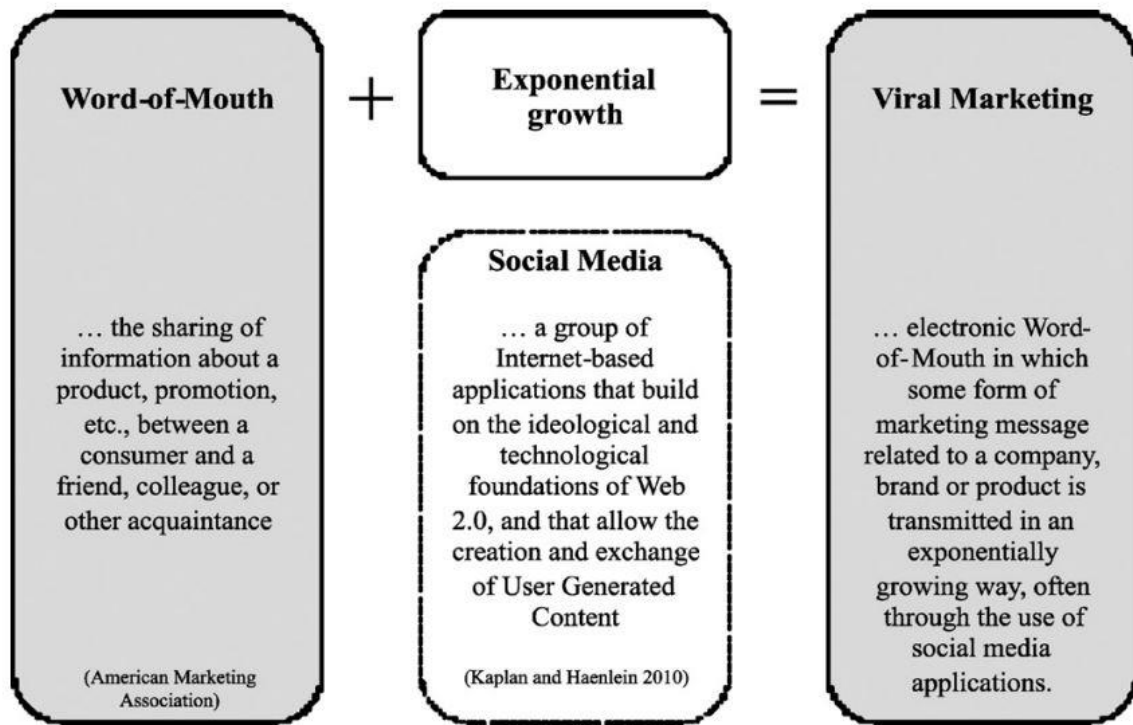 Word-of-Mouth
… the sharing of
information about a
product, promotion,
etc., between a
consumer and a
friend, colleague, or
other acquaintance
(American Marketing
Association)
+
Exponential
growth
Social Media
… a group of
Internet-based
applications that build
on the ideological and
technological
foundations of Web
2.0, and that allow the
creation and exchange
of User Generated
Content
(Kaplan and Haenlein 2010)
=
Viral Marketing
… electronic Word-
of-Mouth in which
some form of
marketing message
related to a company,
brand or product is
transmitted in an
exponentially
growing way, often
through the use of
social media
applications.